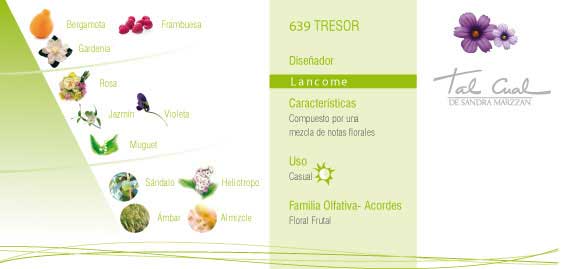 Bergamota
Frambuesa
Gardenia
Rosa
Jazmín
Violeta
Muguet
Sándalo
Heliotropo
Ámbar
Almizcle
639 TRESOR
Diseñador
Lancome
Características
Compuesto por una
mezcla de notas florales
Uso
Casual
Familia Olfativa- Acordes
Floral Frutal
Tal Cual
DE SANDRA MARZZAN